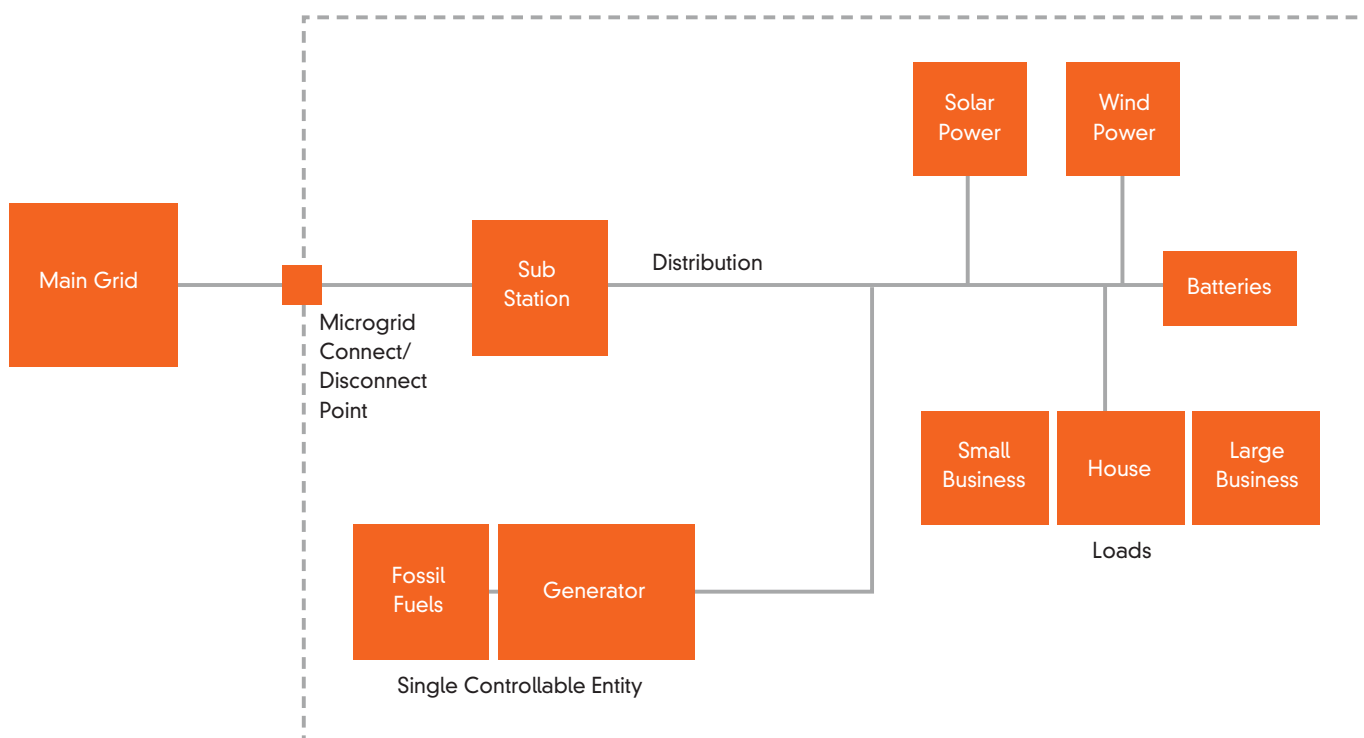 Solar
Power
Wind
Power
Main Grid
Sub
Station
Distribution
Batteries
Microgrid
Connect/
Disconnect
Point
Small
Business
House
Large
Business
Loads
Fossil
Fuels
Generator
Single Controllable Entity